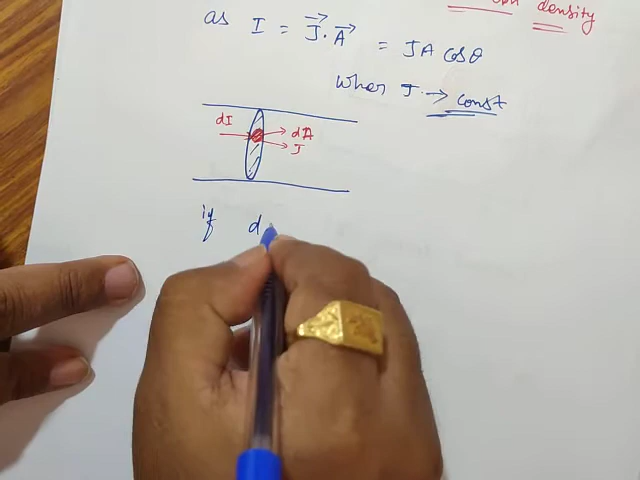 density
as I = J⃗. A⃗ = JA cosθ
when J → const
dI dA
J
if d